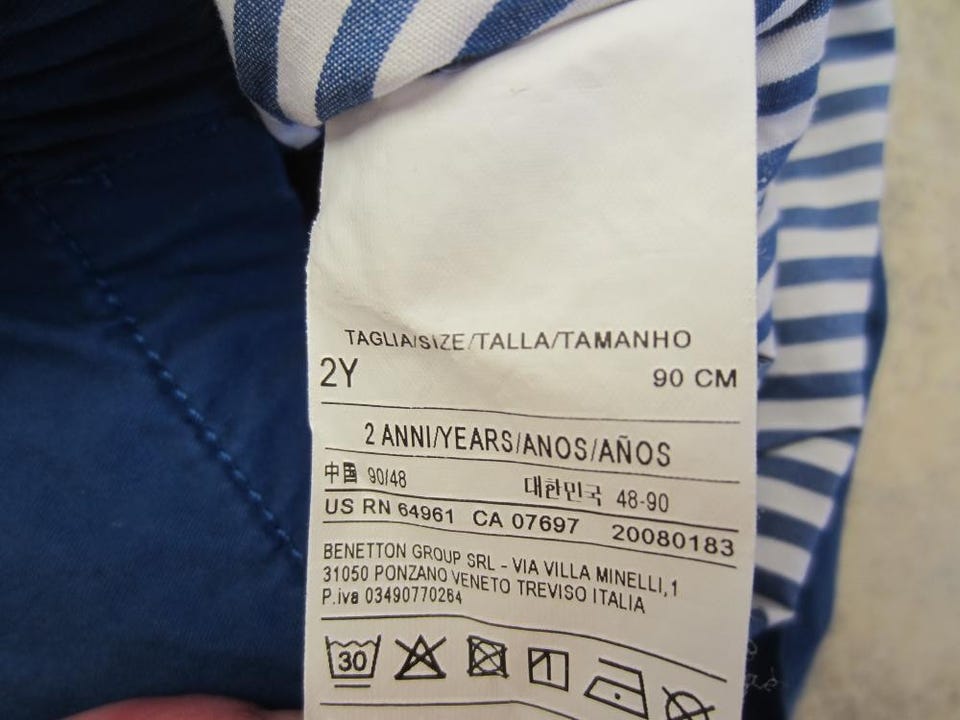 TAGLIA/SIZE/TALLA/TAMANHO
2Y 90 CM
2 ANNI/YEARS/ANOS/AÑOS
中国 90/48 대한민국 48-90
US RN 64961 CA 07697 20080183
BENETTON GROUP SRL - VIA VILLA MINELLI,1
31050 PONZANO VENETO TREVISO ITALIA
P.iva 03490770264
30